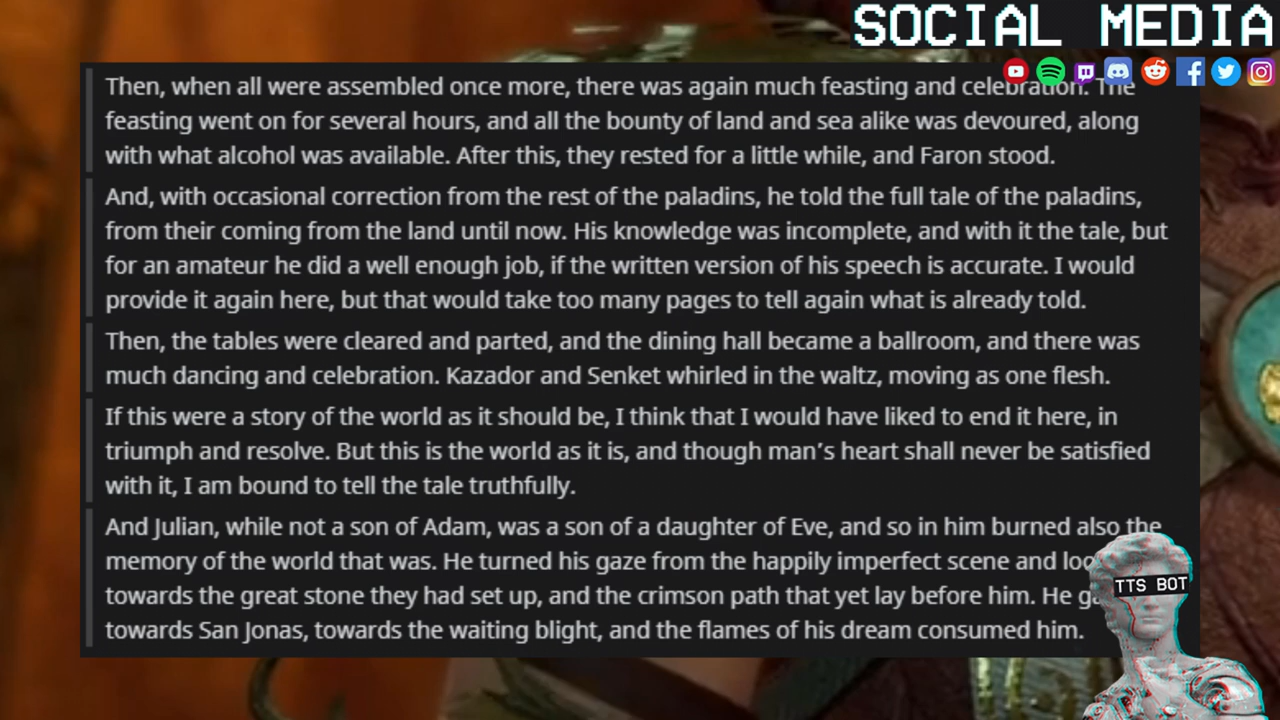 SOCIAL MEDIA
Then, when all were assembled once more, there was again much feasting and celebration. The
feasting went on for several hours, and all the bounty of land and sea alike was devoured, along
with what alcohol was available. After this, they rested for a little while, and Faron stood.
And, with occasional correction from the rest of the paladins, he told the full tale of the paladins,
from their coming from the land until now. His knowledge was incomplete, and with it the tale, but
for an amateur he did a well enough job, if the written version of his speech is accurate. I would
provide it again here, but that would take too many pages to tell again what is already told.
Then, the tables were cleared and parted, and the dining hall became a ballroom, and there was
much dancing and celebration. Kazador and Senket whirled in the waltz, moving as one flesh.
If this were a story of the world as it should be, I think that I would have liked to end it here, in
triumph and resolve. But this is the world as it is, and though man's heart shall never be satisfied
with it, I am bound to tell the tale truthfully.
And Julian, while not a son of Adam, was a son of a daughter of Eve, and so in him burned also the
memory of the world that was. He turned his gaze from the happily imperfect scene and
towards the great stone they had set up, and the crimson path that yet lay before him. He
towards San Jonas, towards the waiting blight, and the flames of his dream consumed him.
TTS BOT